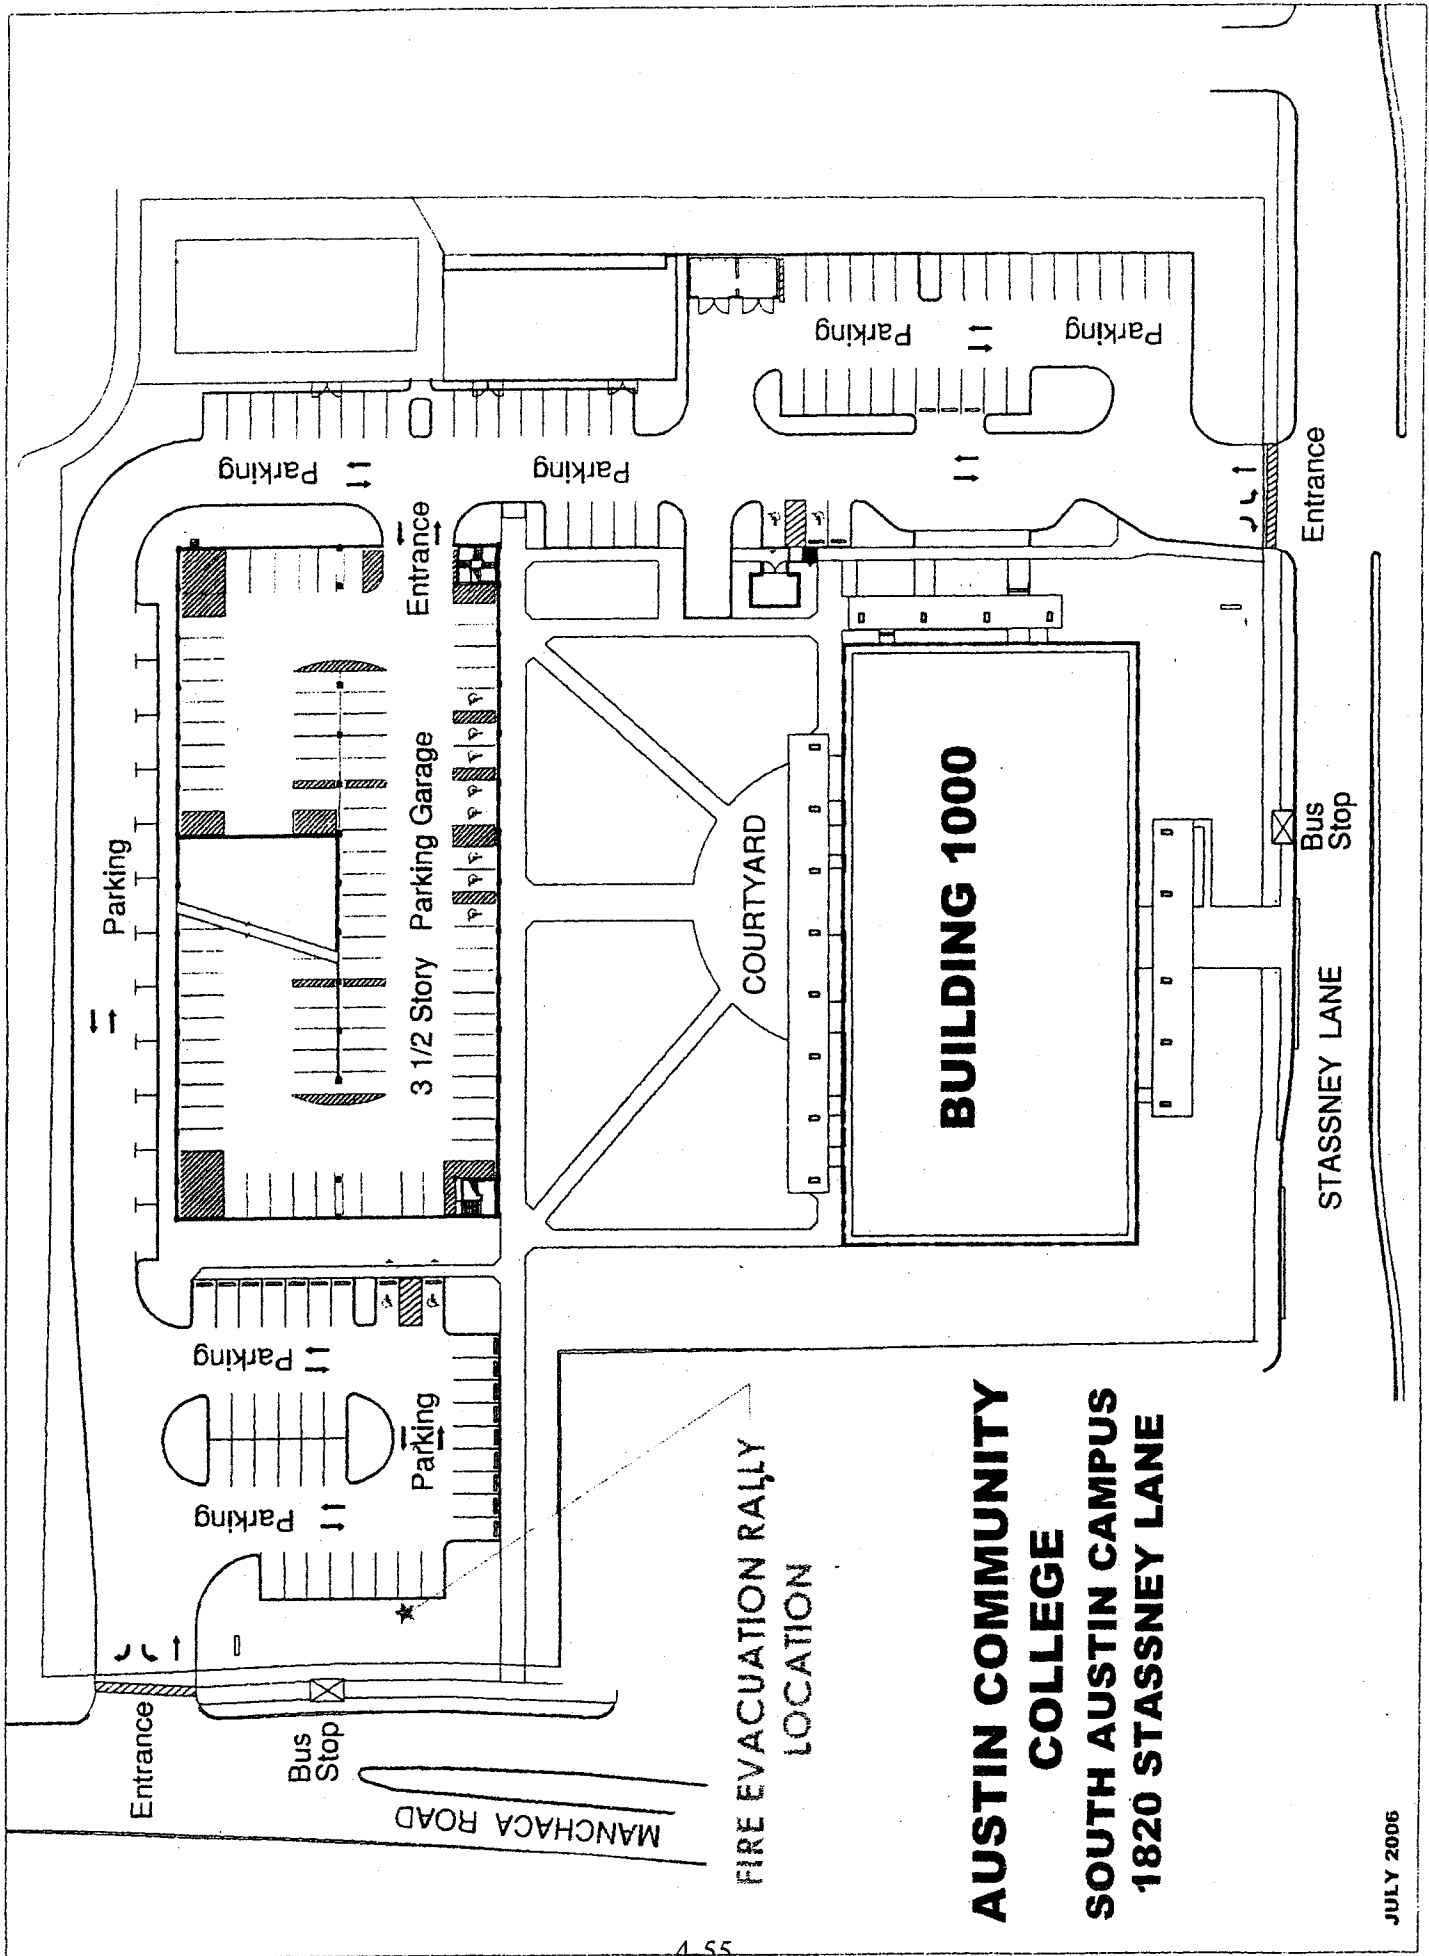 Parking
Parking
Parking
Parking
Parking
Entrance
3 1/2 Story Parking Garage
Parking
Parking
Parking
COURTYARD
BUILDING 1000
Entrance
Bus
Stop
STASSNEY LANE
Entrance
Bus
Stop
MANCHACA ROAD
FIRE EVACUATION RALLY
LOCATION
AUSTIN COMMUNITY
COLLEGE
SOUTH AUSTIN CAMPUS
1820 STASSNEY LANE
JULY 2006
4-55